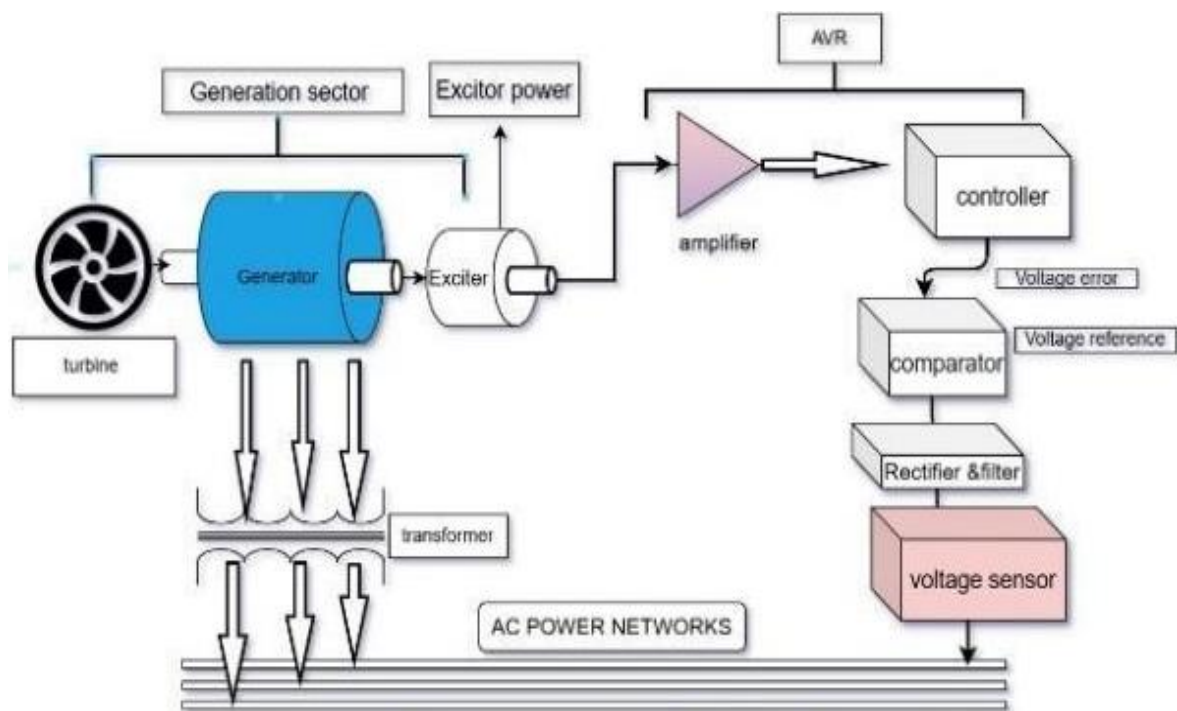 AVR
Generation sector
Excitor power
controller
amplifier
Generator
Exciter
Voltage error
Voltage reference
turbine
comparator
Rectifier &filter
transformer
voltage sensor
AC POWER NETWORKS